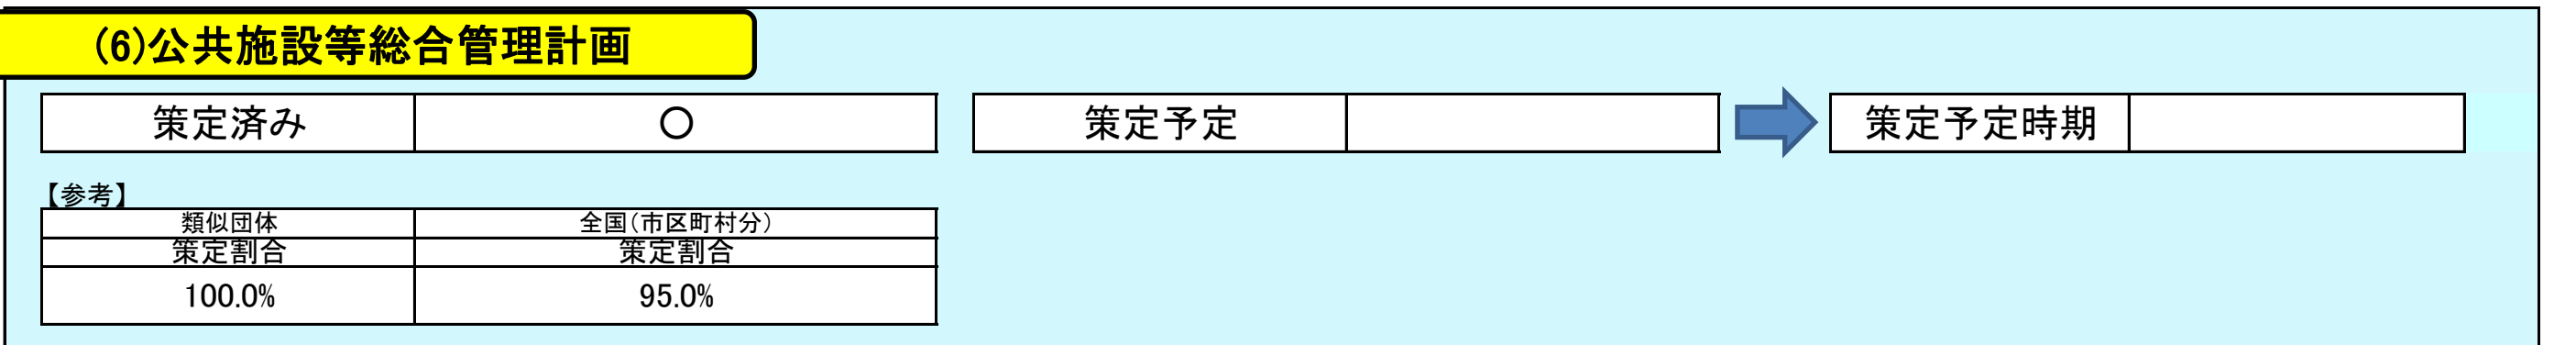 (6)公共施設等総合管理計画
策定済み ○ 策定予定 策定予定時期
【参考】
類似団体 全国(市区町村分)
策定割合 策定割合
100.0% 95.0%